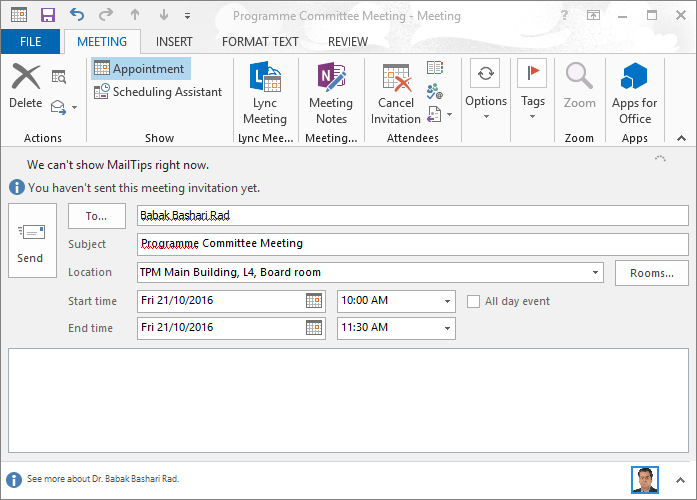 Programme Committee Meeting - Meeting
?
FILE MEETING INSERT FORMAT TEXT REVIEW
Delete
Actions
Appointment
Scheduling Assistant
Show
Lync
Meeting
Lync Mee...
Meeting
Notes
Meeting...
Cancel
Invitation
Attendees
Options
Tags
Zoom
Zoom
Apps for
Office
Apps
We can't show MailTips right now.
You haven't sent this meeting invitation yet.
Send
To... Babak Bashari Rad
Subject Programme Committee Meeting
Location TPM Main Building, L4, Board room Rooms...
Start time Fri 21/10/2016 10:00 AM All day event
End time Fri 21/10/2016 11:30 AM
See more about Dr. Babak Bashari Rad.